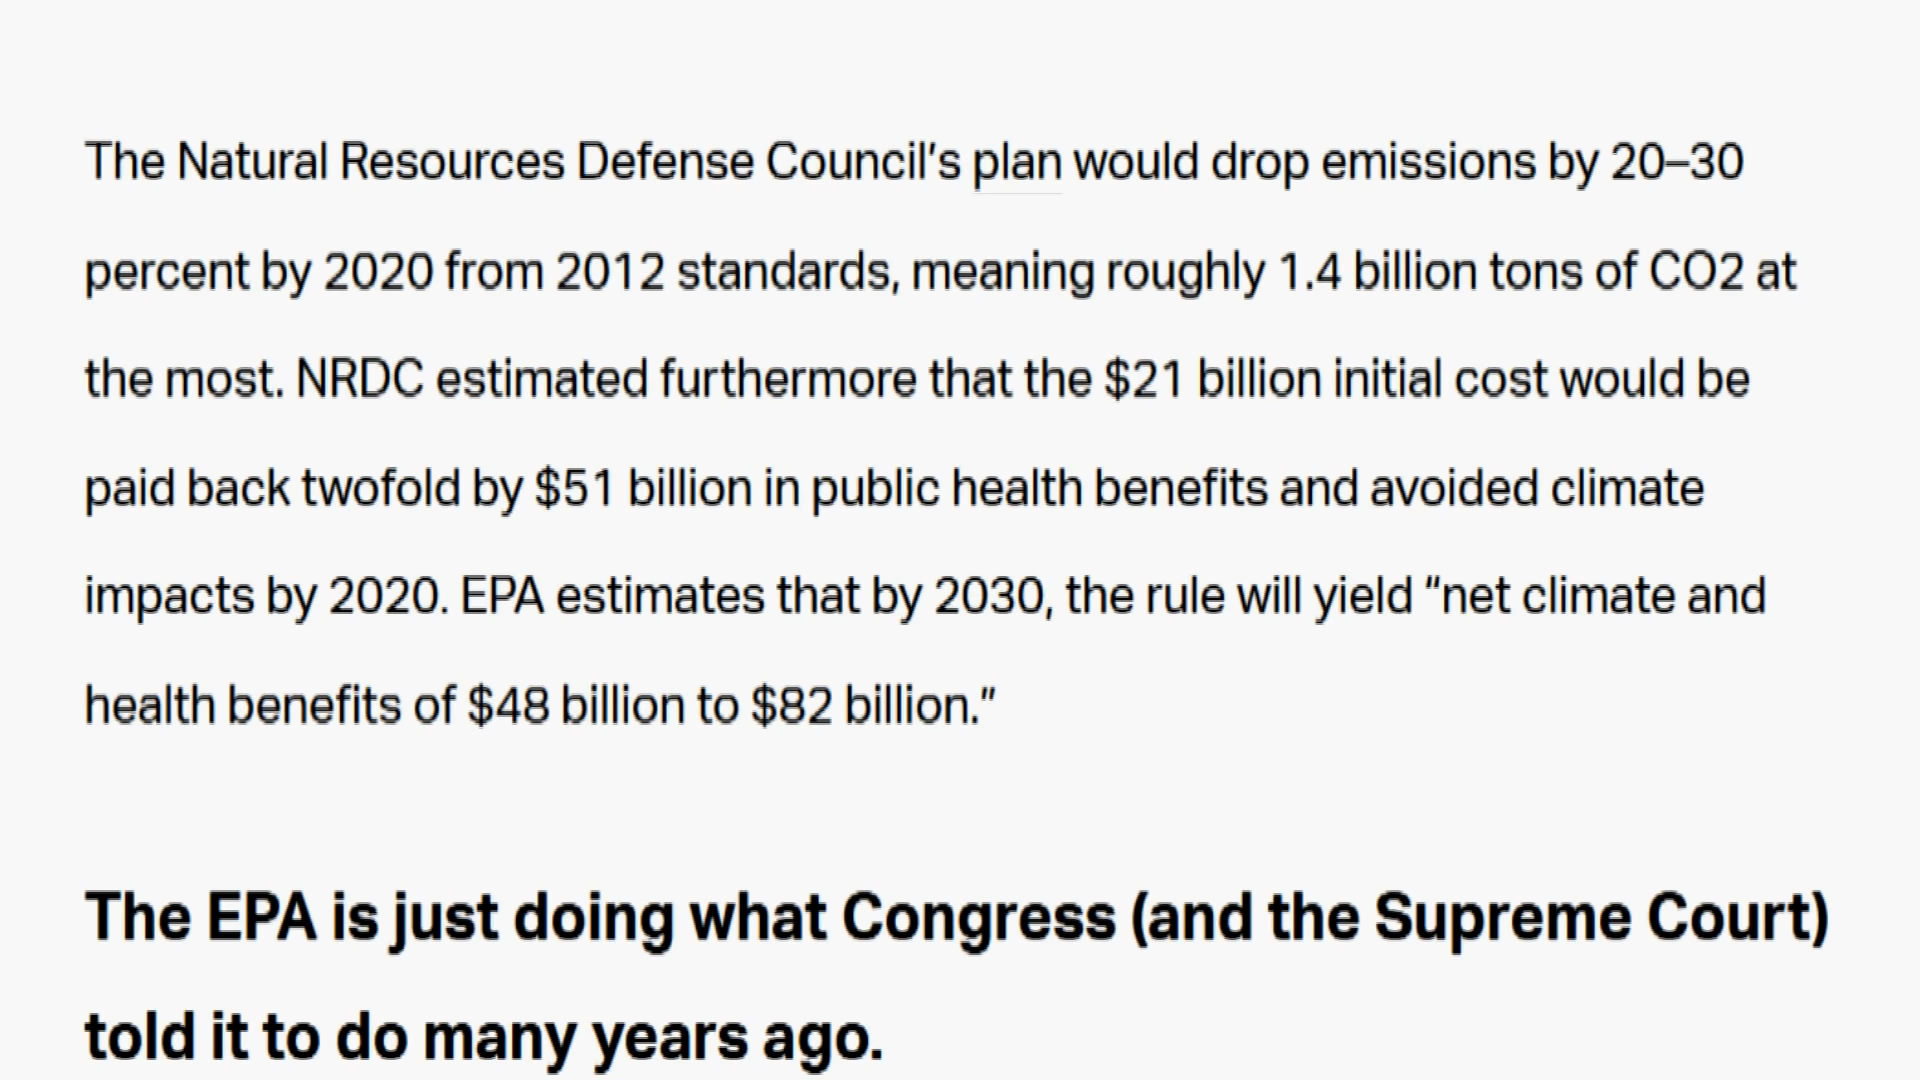 The Natural Resources Defense Council’s plan would drop emissions by 20–30
percent by 2020 from 2012 standards, meaning roughly 1.4 billion tons of CO2 at
the most. NRDC estimated furthermore that the $21 billion initial cost would be
paid back twofold by $51 billion in public health benefits and avoided climate
impacts by 2020. EPA estimates that by 2030, the rule will yield “net climate and
health benefits of $48 billion to $82 billion.”
The EPA is just doing what Congress (and the Supreme Court)
told it to do many years ago.